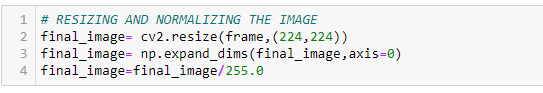 1 # RESIZING AND NORMALIZING THE IMAGE
2 final_image= cv2.resize(frame,(224,224))
3 final_image= np.expand_dims(final_image,axis=0)
4 final_image=final_image/255.0